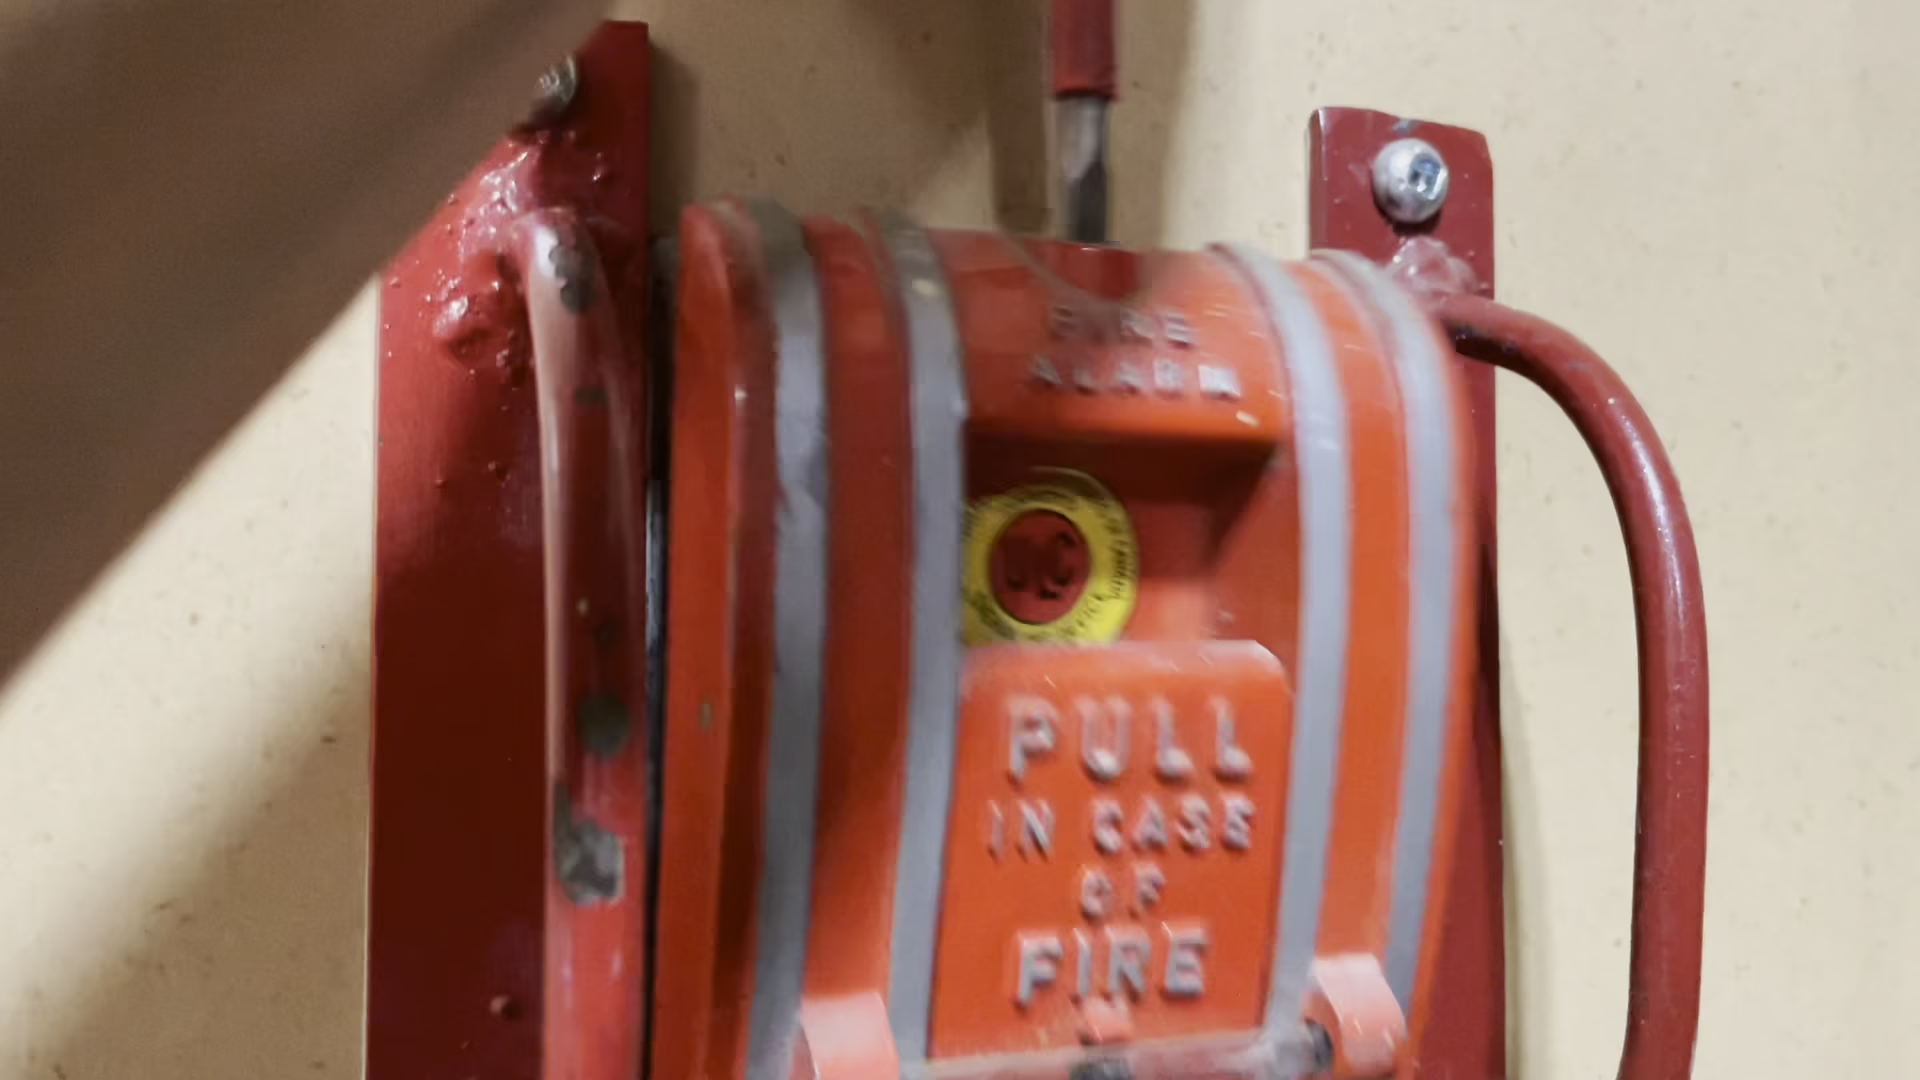 FIRE
ALARM
PULL
IN CASE
OF
FIRE